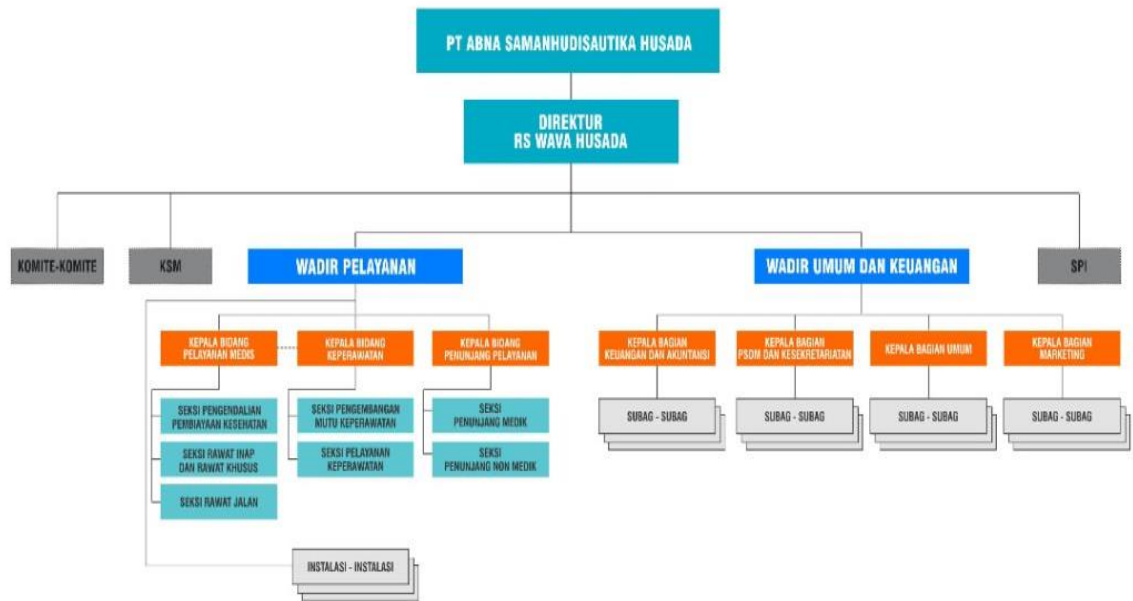 PT ABNA SAMANHUDISAUTIKA HUSADA
DIREKTUR
RS WAVA HUSADA
KOMITE-KOMITE
KSM
WADIR PELAYANAN
WADIR UMUM DAN KEUANGAN
SPI
KEPALA BIDANG
PELAYANAN MEDIS
KEPALA BIDANG
KEPERAWATAN
KEPALA BIDANG
PENUNJANG PELAYANAN
KEPALA BAGIAN
KEUANGAN DAN AKUNTANSI
KEPALA BAGIAN
PSDM DAN KESEKRETARIATAN
KEPALA BAGIAN UMUM
KEPALA BAGIAN
MARKETING
SEKSI PENGENDALIAN
PEMBIAYAAN KESEHATAN
SEKSI RAWAT INAP
DAN RAWAT KHUSUS
SEKSI RAWAT JALAN
SEKSI PENGEMBANGAN
MUTU KEPERAWATAN
SEKSI PELAYANAN
KEPERAWATAN
SEKSI
PENUNJANG MEDIK
SEKSI
PENUNJANG NON MEDIK
SUBAG - SUBAG
SUBAG - SUBAG
SUBAG - SUBAG
SUBAG - SUBAG
INSTALASI - INSTALASI